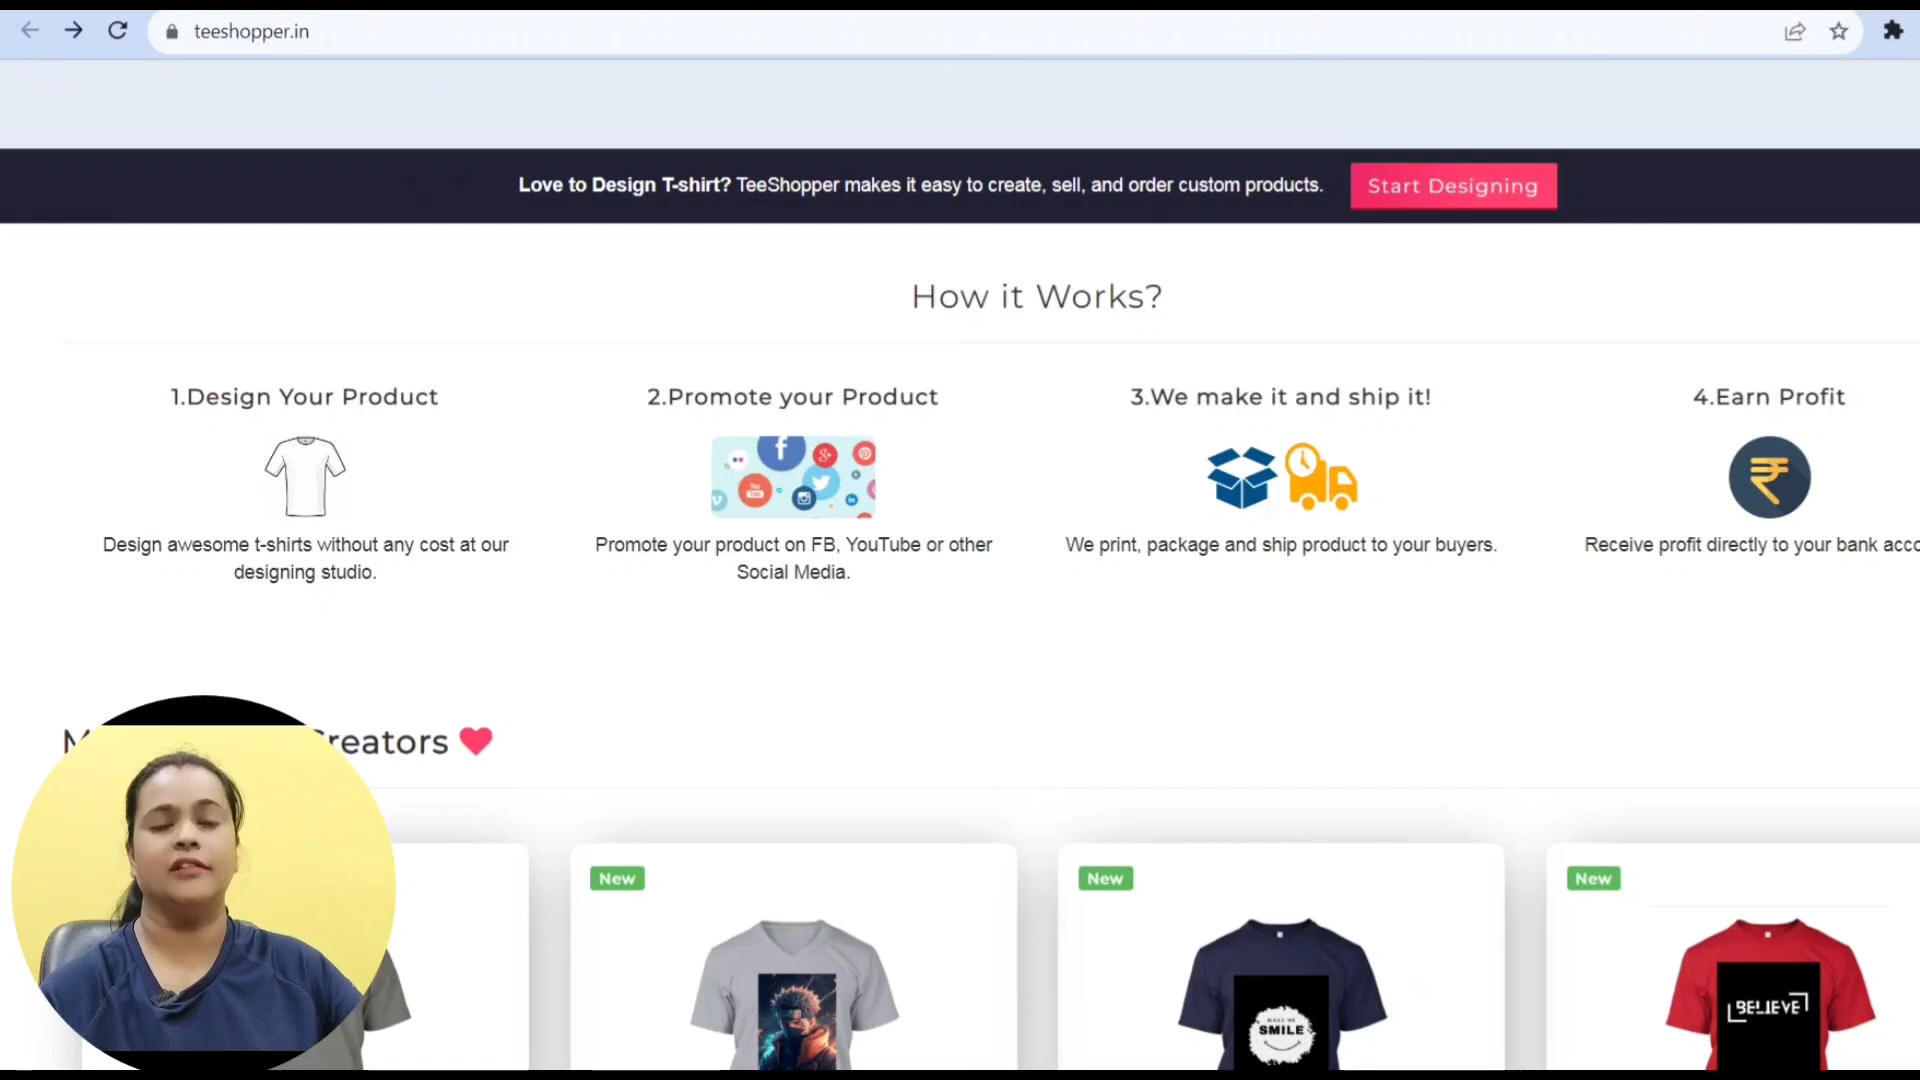 teeshopper.in
Love to Design T-shirt? TeeShopper makes it easy to create, sell, and order custom products.
Start Designing
How it Works?
1.Design Your Product
Design awesome t-shirts without any cost at our
designing studio.
2.Promote your Product
f
g+
You
Tube
Promote your product on FB, YouTube or other
Social Media.
3.We make it and ship it!
We print, package and ship product to your buyers.
4.Earn Profit
₹
Receive profit directly to your bank acco
reators
New
New
SMILE
New
BELIEVE